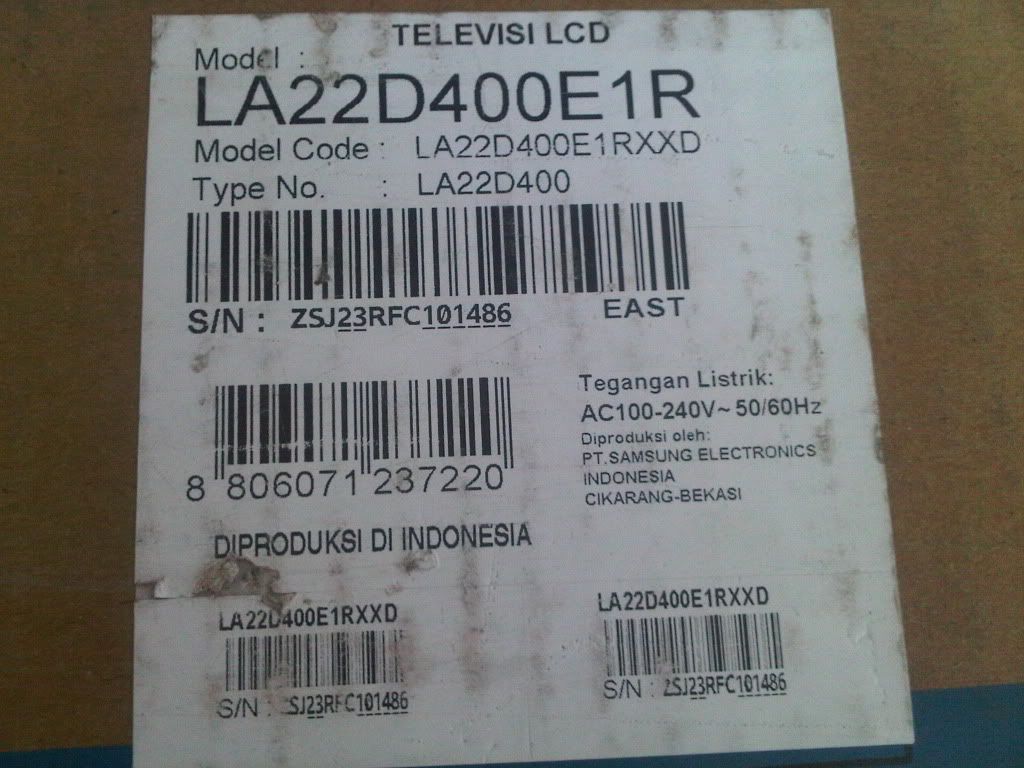 TELEVISI LCD
Model :
LA22D400E1R
Model Code : LA22D400E1RXXD
Type No. : LA22D400
S/N : ZSJ23RFC101486 EAST
Tegangan Listrik:
AC100-240V~ 50/60Hz
Diproduksi oleh:
PT.SAMSUNG ELECTRONICS
INDONESIA
CIKARANG-BEKASI
8 806071 237220
DIPRODUKSI DI INDONESIA
LA22D400E1RXXD
S/N : ZSJ23RFC101486
LA22D400E1RXXD
S/N : ZSJ23RFC101486